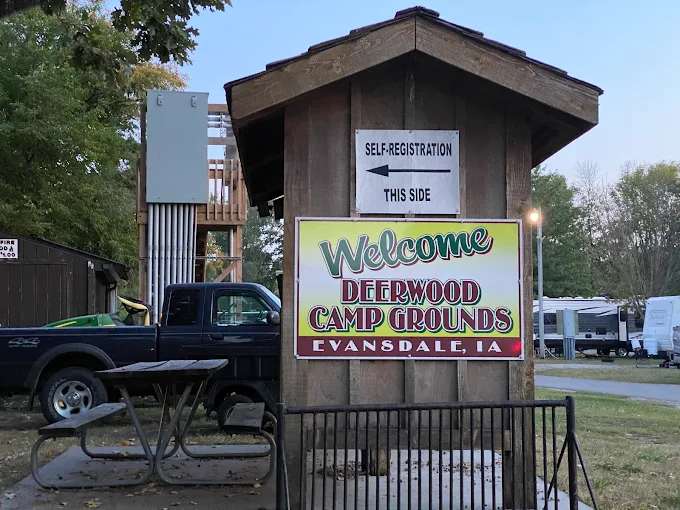 SELF-REGISTRATION
THIS SIDE
Welcome
DEERWOOD
CAMP GROUNDS
EVANSDALE, IA